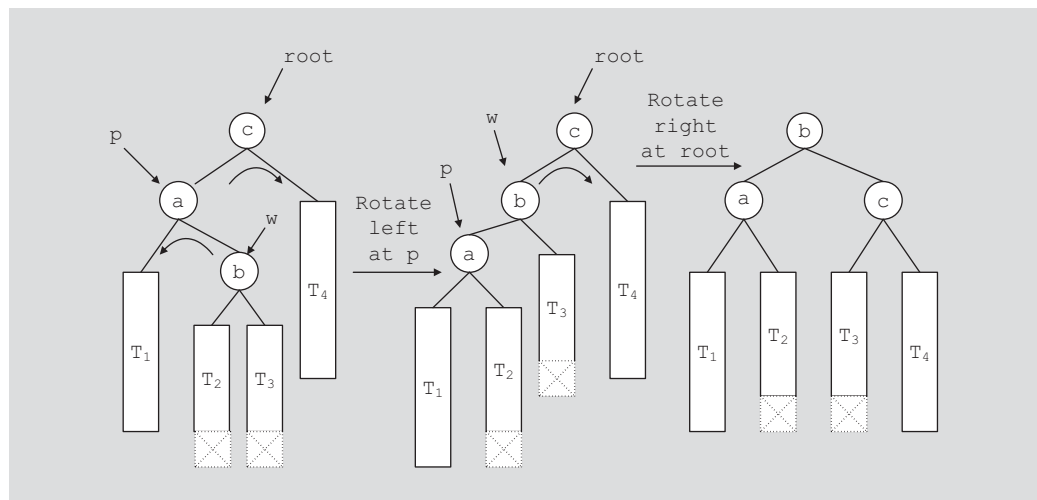 root
c
p
a
w
b
T₁
T₂
T₃
T₄
Rotate
left
at p
root
w
c
p
b
a
T₁
T₂
T₃
T₄
Rotate
right
at root
b
a
c
T₁
T₂
T₃
T₄